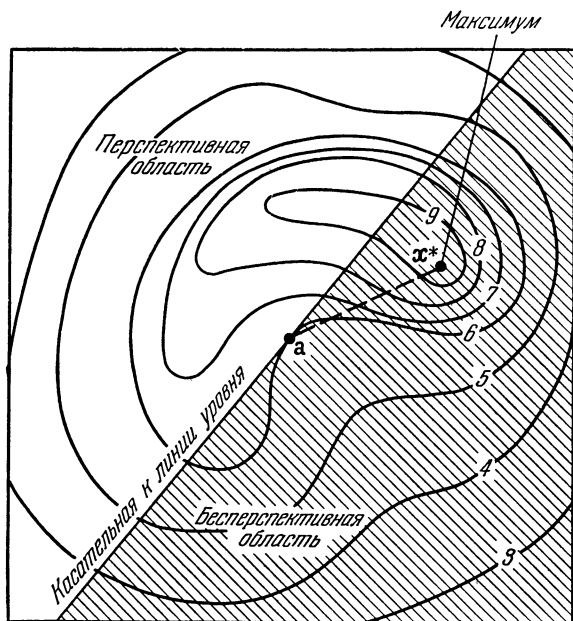 Максимум
Перспективная
область
9
x*
8
7
6
a
5
4
3
Касательная к линии уровня
Бесперспективная
область